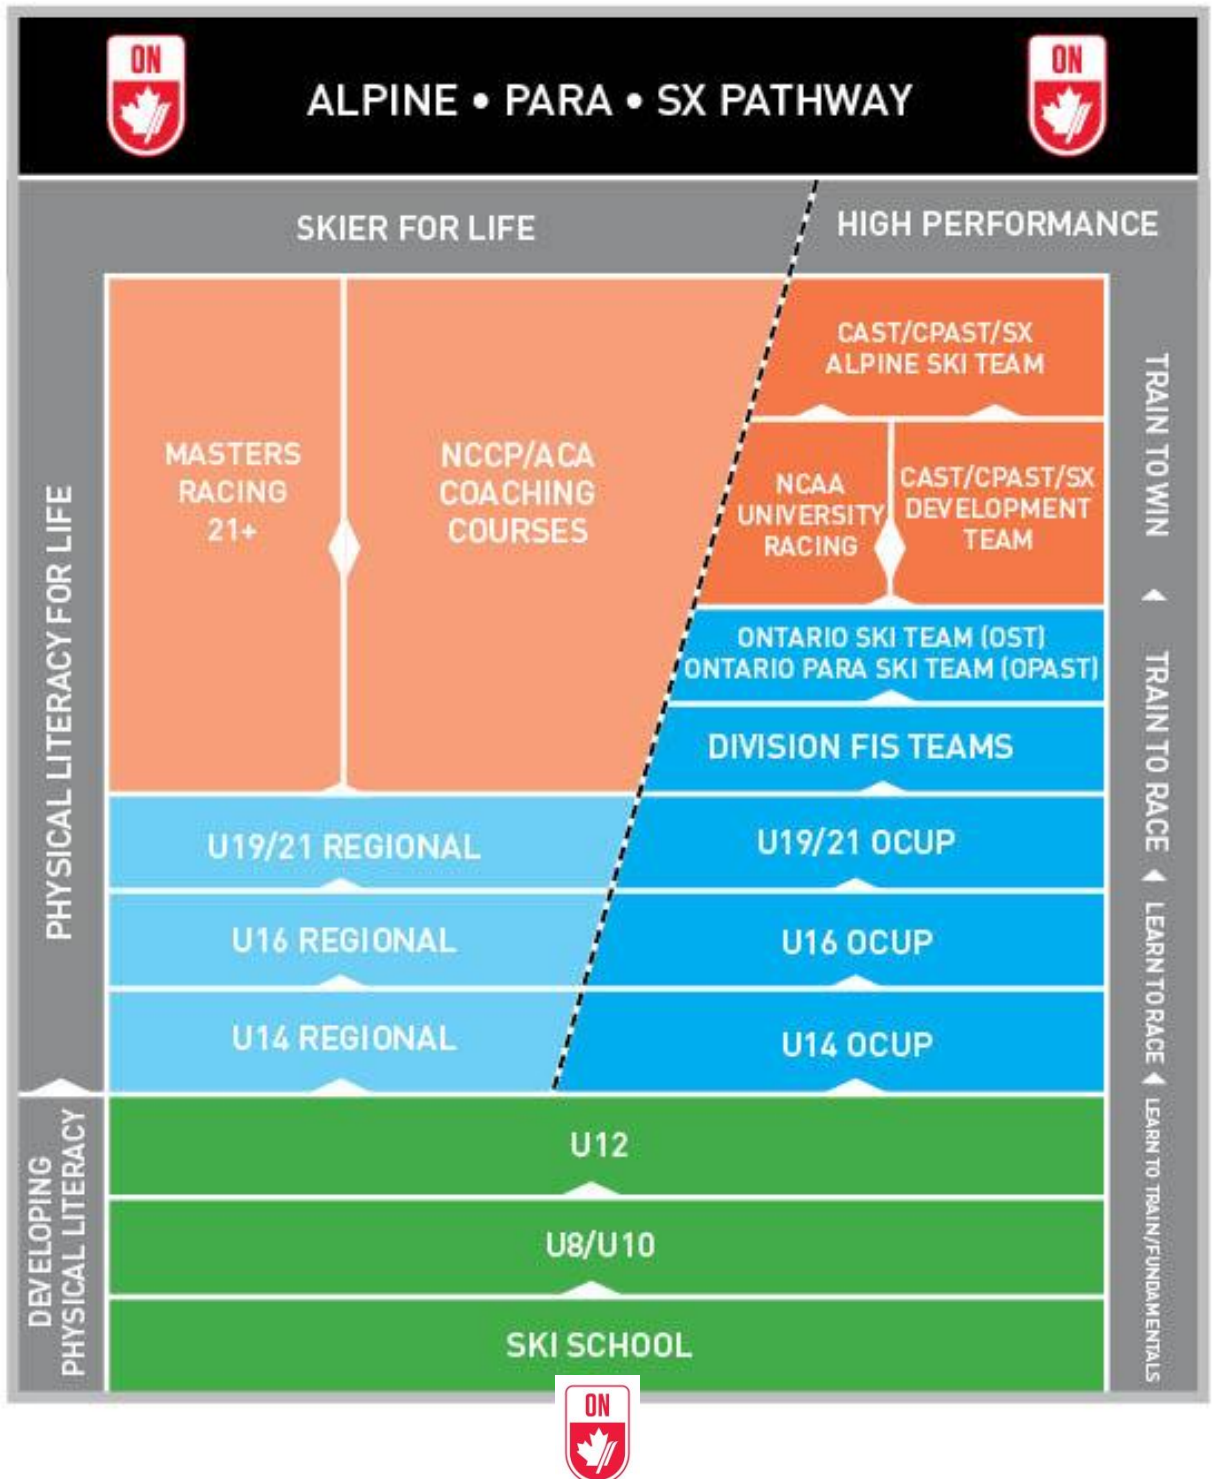 ON
ALPINE • PARA • SX PATHWAY
ON
SKIER FOR LIFE
HIGH PERFORMANCE
PHYSICAL LITERACY FOR LIFE
DEVELOPING
PHYSICAL LITERACY
MASTERS
RACING
21+
NCCP/ACA
COACHING
COURSES
CAST/CPAST/SX
ALPINE SKI TEAM
NCAA
UNIVERSITY
RACING
CAST/CPAST/SX
DEVELOPMENT
TEAM
ONTARIO SKI TEAM (OST)
ONTARIO PARA SKI TEAM (OPAST)
DIVISION FIS TEAMS
U19/21 REGIONAL
U19/21 OCUP
U16 REGIONAL
U16 OCUP
U14 REGIONAL
U14 OCUP
U12
U8/U10
SKI SCHOOL
TRAIN TO WIN
TRAIN TO RACE
LEARN TO RACE
LEARN TO TRAIN/FUNDAMENTALS
ON